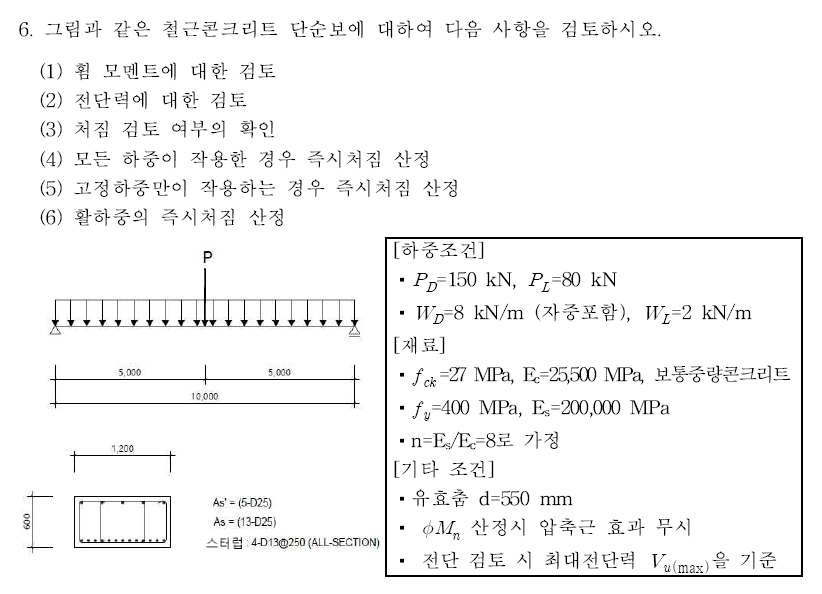 6. 그림과 같은 철근콘크리트 단순보에 대하여 다음 사항을 검토하시오.
(1) 휨 모멘트에 대한 검토
(2) 전단력에 대한 검토
(3) 처짐 검토 여부의 확인
(4) 모든 하중이 작용한 경우 즉시처짐 산정
(5) 고정하중만이 작용하는 경우 즉시처짐 산정
(6) 활하중의 즉시처짐 산정
P
5,000 5,000
10,000
1,200
600
As' = (5-D25)
As = (13-D25)
스터럽 : 4-D13@250 (ALL-SECTION)
[하중조건]
▪ P_D=150 kN, P_L=80 kN
▪ W_D=8 kN/m (자중포함), W_L=2 kN/m
[재료]
▪ f_ck=27 MPa, E_c=25,500 MPa, 보통중량콘크리트
▪ f_y=400 MPa, E_s=200,000 MPa
▪ n=E_s/E_c=8로 가정
[기타 조건]
▪ 유효춤 d=550 mm
▪ ϕM_n 산정시 압축근 효과 무시
▪ 전단 검토 시 최대전단력 V_u(max)을 기준